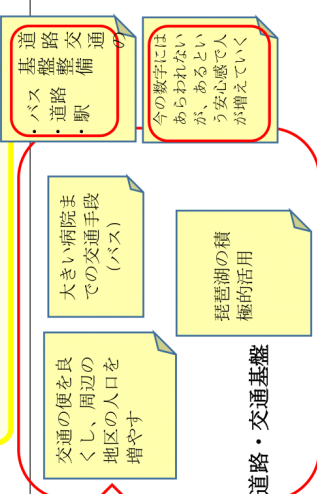 交通の便を良
くし、周辺の
地区の人口を
増やす
大きい病院ま
での交通手段
（バス）
道路交通の
基盤整備
・バス
・道路
・駅
今の数字には
あらわれない
が、あるとい
う安心感で人
が増えていく
琵琶湖の積
極的活用
道路・交通基盤